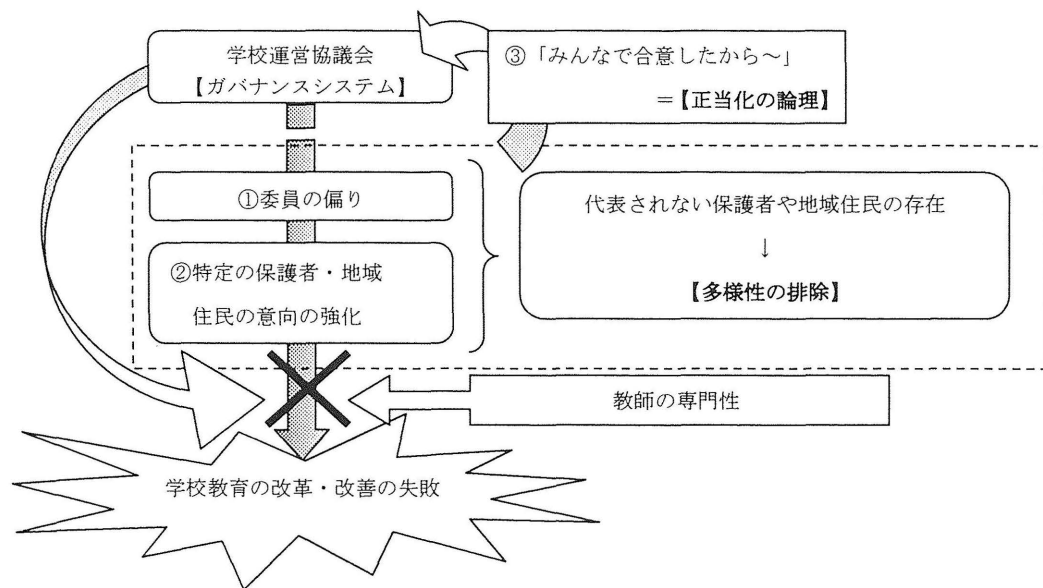 学校運営協議会
【ガバナンスシステム】
③「みんなで合意したから～」
＝【正当化の論理】
①委員の偏り
②特定の保護者・地域
住民の意向の強化
代表されない保護者や地域住民の存在
↓
【多様性の排除】
教師の専門性
学校教育の改革・改善の失敗